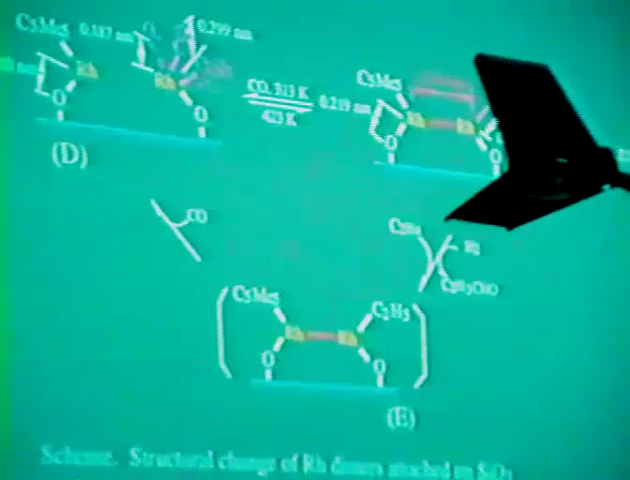 C5Me5 0.187 nm 0.299 nm
Rh Rh
O O
CO, 313 K
423 K
C5Me5
0.219 nm
Rh Rh
O O
(D)
CO
C2H5CHO
C5Me5 C2H5
Rh Rh
O O
(E)
Scheme. Structural change of Rh dimers attached on SiO2